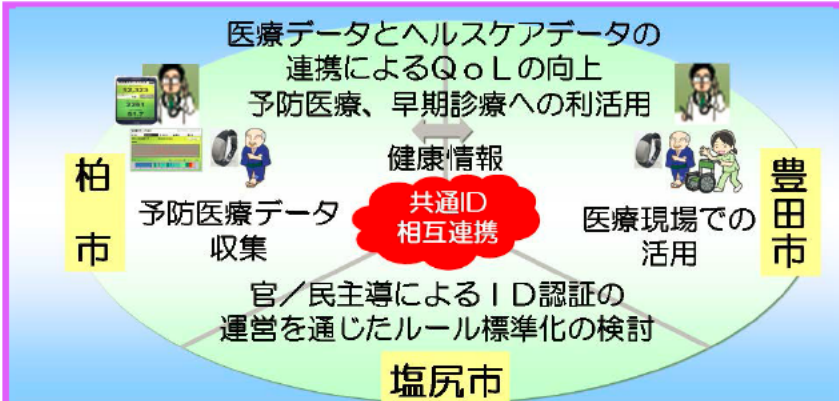 医療データとヘルスケアデータの
連携によるQoLの向上
予防医療、早期診療への利活用
健康情報
柏市
予防医療データ
収集
共通ID
相互連携
医療現場での
活用
豊田市
官／民主導によるＩＤ認証の
運営を通じたルール標準化の検討
塩尻市